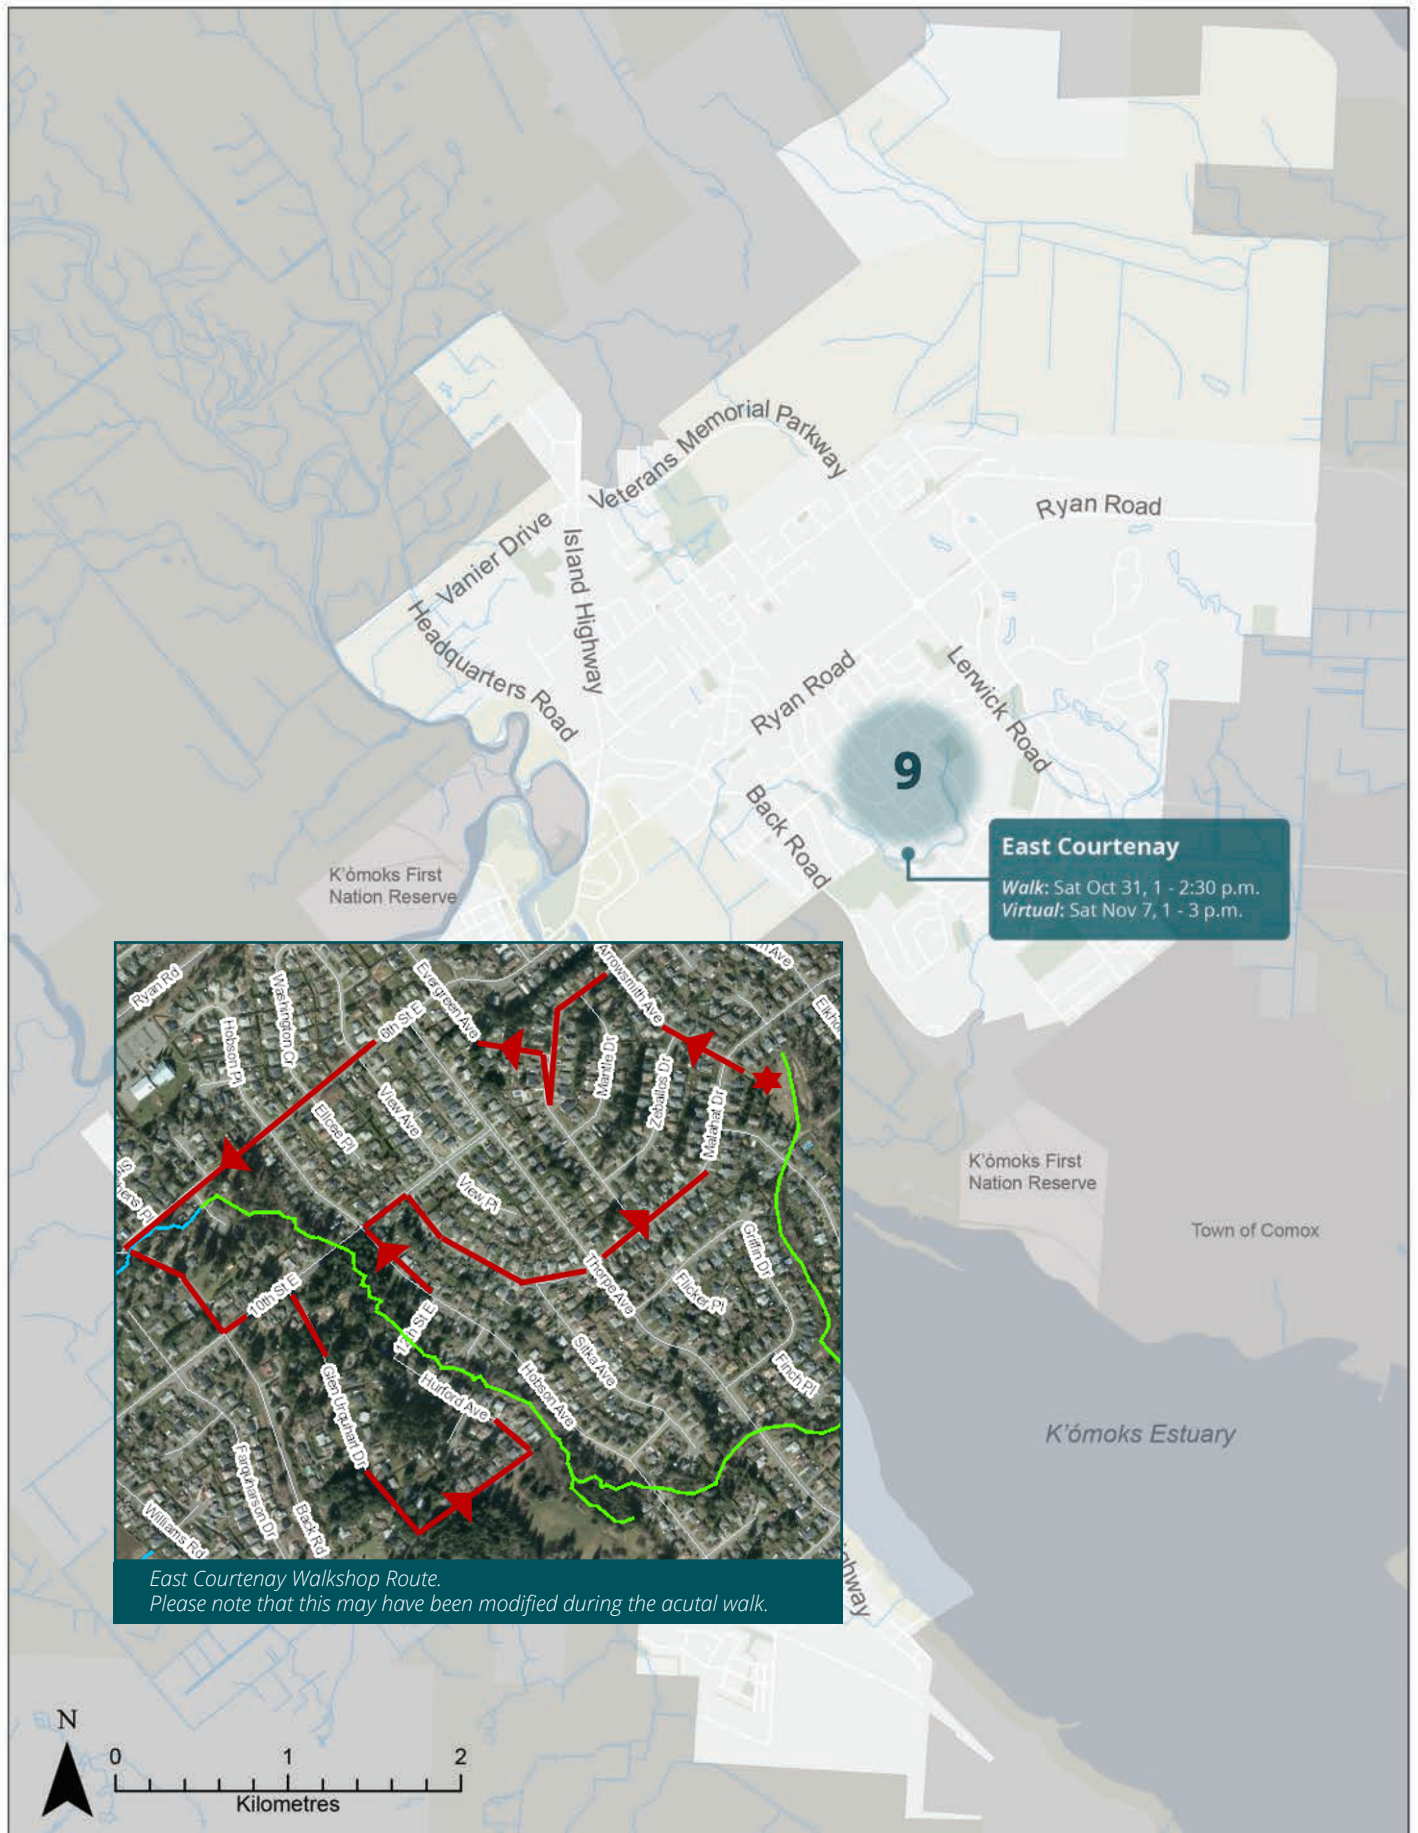 Veterans Memorial Parkway
Ryan Road
Vanier Drive
Island Highway
Headquarters Road
Ryan Road
Lerwick Road
9
Back Road
East Courtenay
Walk: Sat Oct 31, 1 - 2:30 p.m.
Virtual: Sat Nov 7, 1 - 3 p.m.
K'ómoks First
Nation Reserve
Ryan Rd
Washington Cr
Evergreen Ave
6th St E
Arrowsmith Ave
Hobson Pl
Mantle Dr
Zeballos Dr
Malahat Dr
Ellcee Pl
View Ave
View Pl
Griffin Dr
Thorpe Ave
Flicker Pl
10th St E
Sitka Ave
Finch Pl
Hobson Ave
Hurford Ave
Glen Urquhart Dr
Farquharson Dr
Back Rd
Williams Rd
K'ómoks First
Nation Reserve
Town of Comox
K'ómoks Estuary
East Courtenay Walkshop Route.
Please note that this may have been modified during the acutal walk.
N
0 1 2
Kilometres